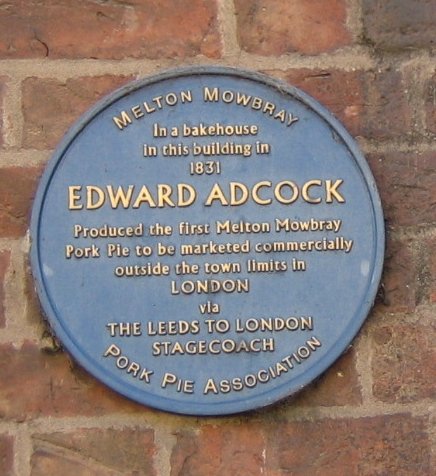 MELTON MOWBRAY
In a bakehouse
in this building in
1831
EDWARD ADCOCK
Produced the first Melton Mowbray
Pork Pie to be marketed commercially
outside the town limits in
LONDON
via
THE LEEDS TO LONDON
STAGECOACH
PORK PIE ASSOCIATION